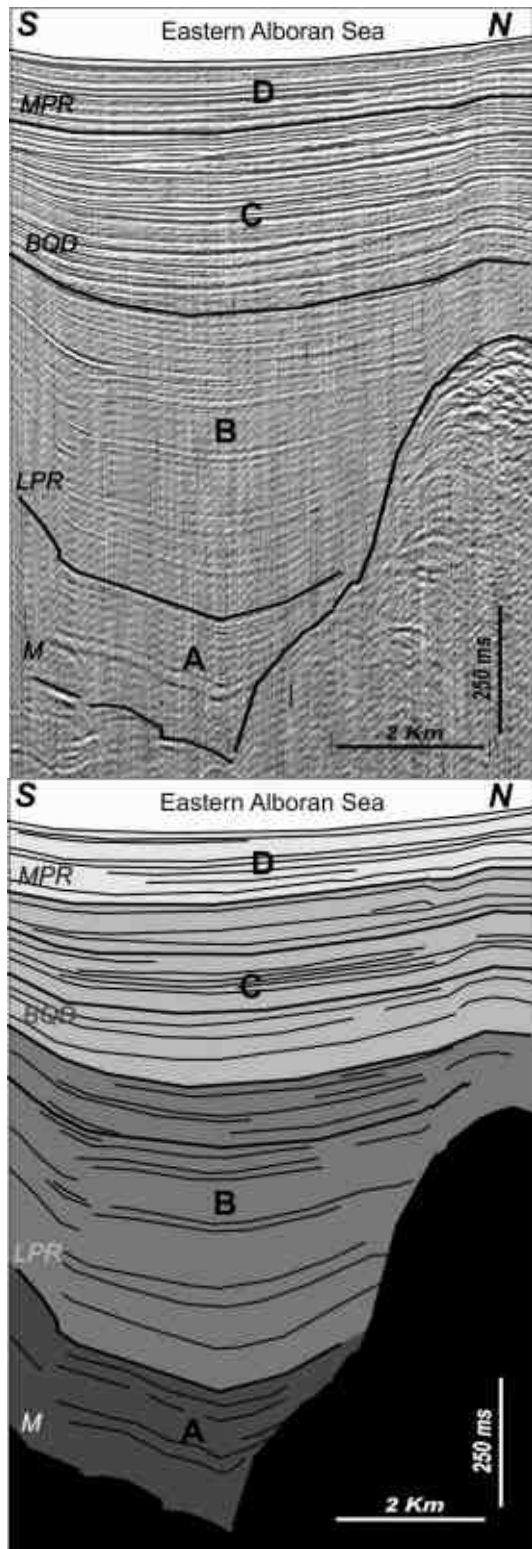 S Eastern Alboran Sea N
D
MPR
C
BQD
B
LPR
M
A
250 ms
2 Km
S Eastern Alboran Sea N
D
MPR
C
BQD
B
LPR
M
A
250 ms
2 Km